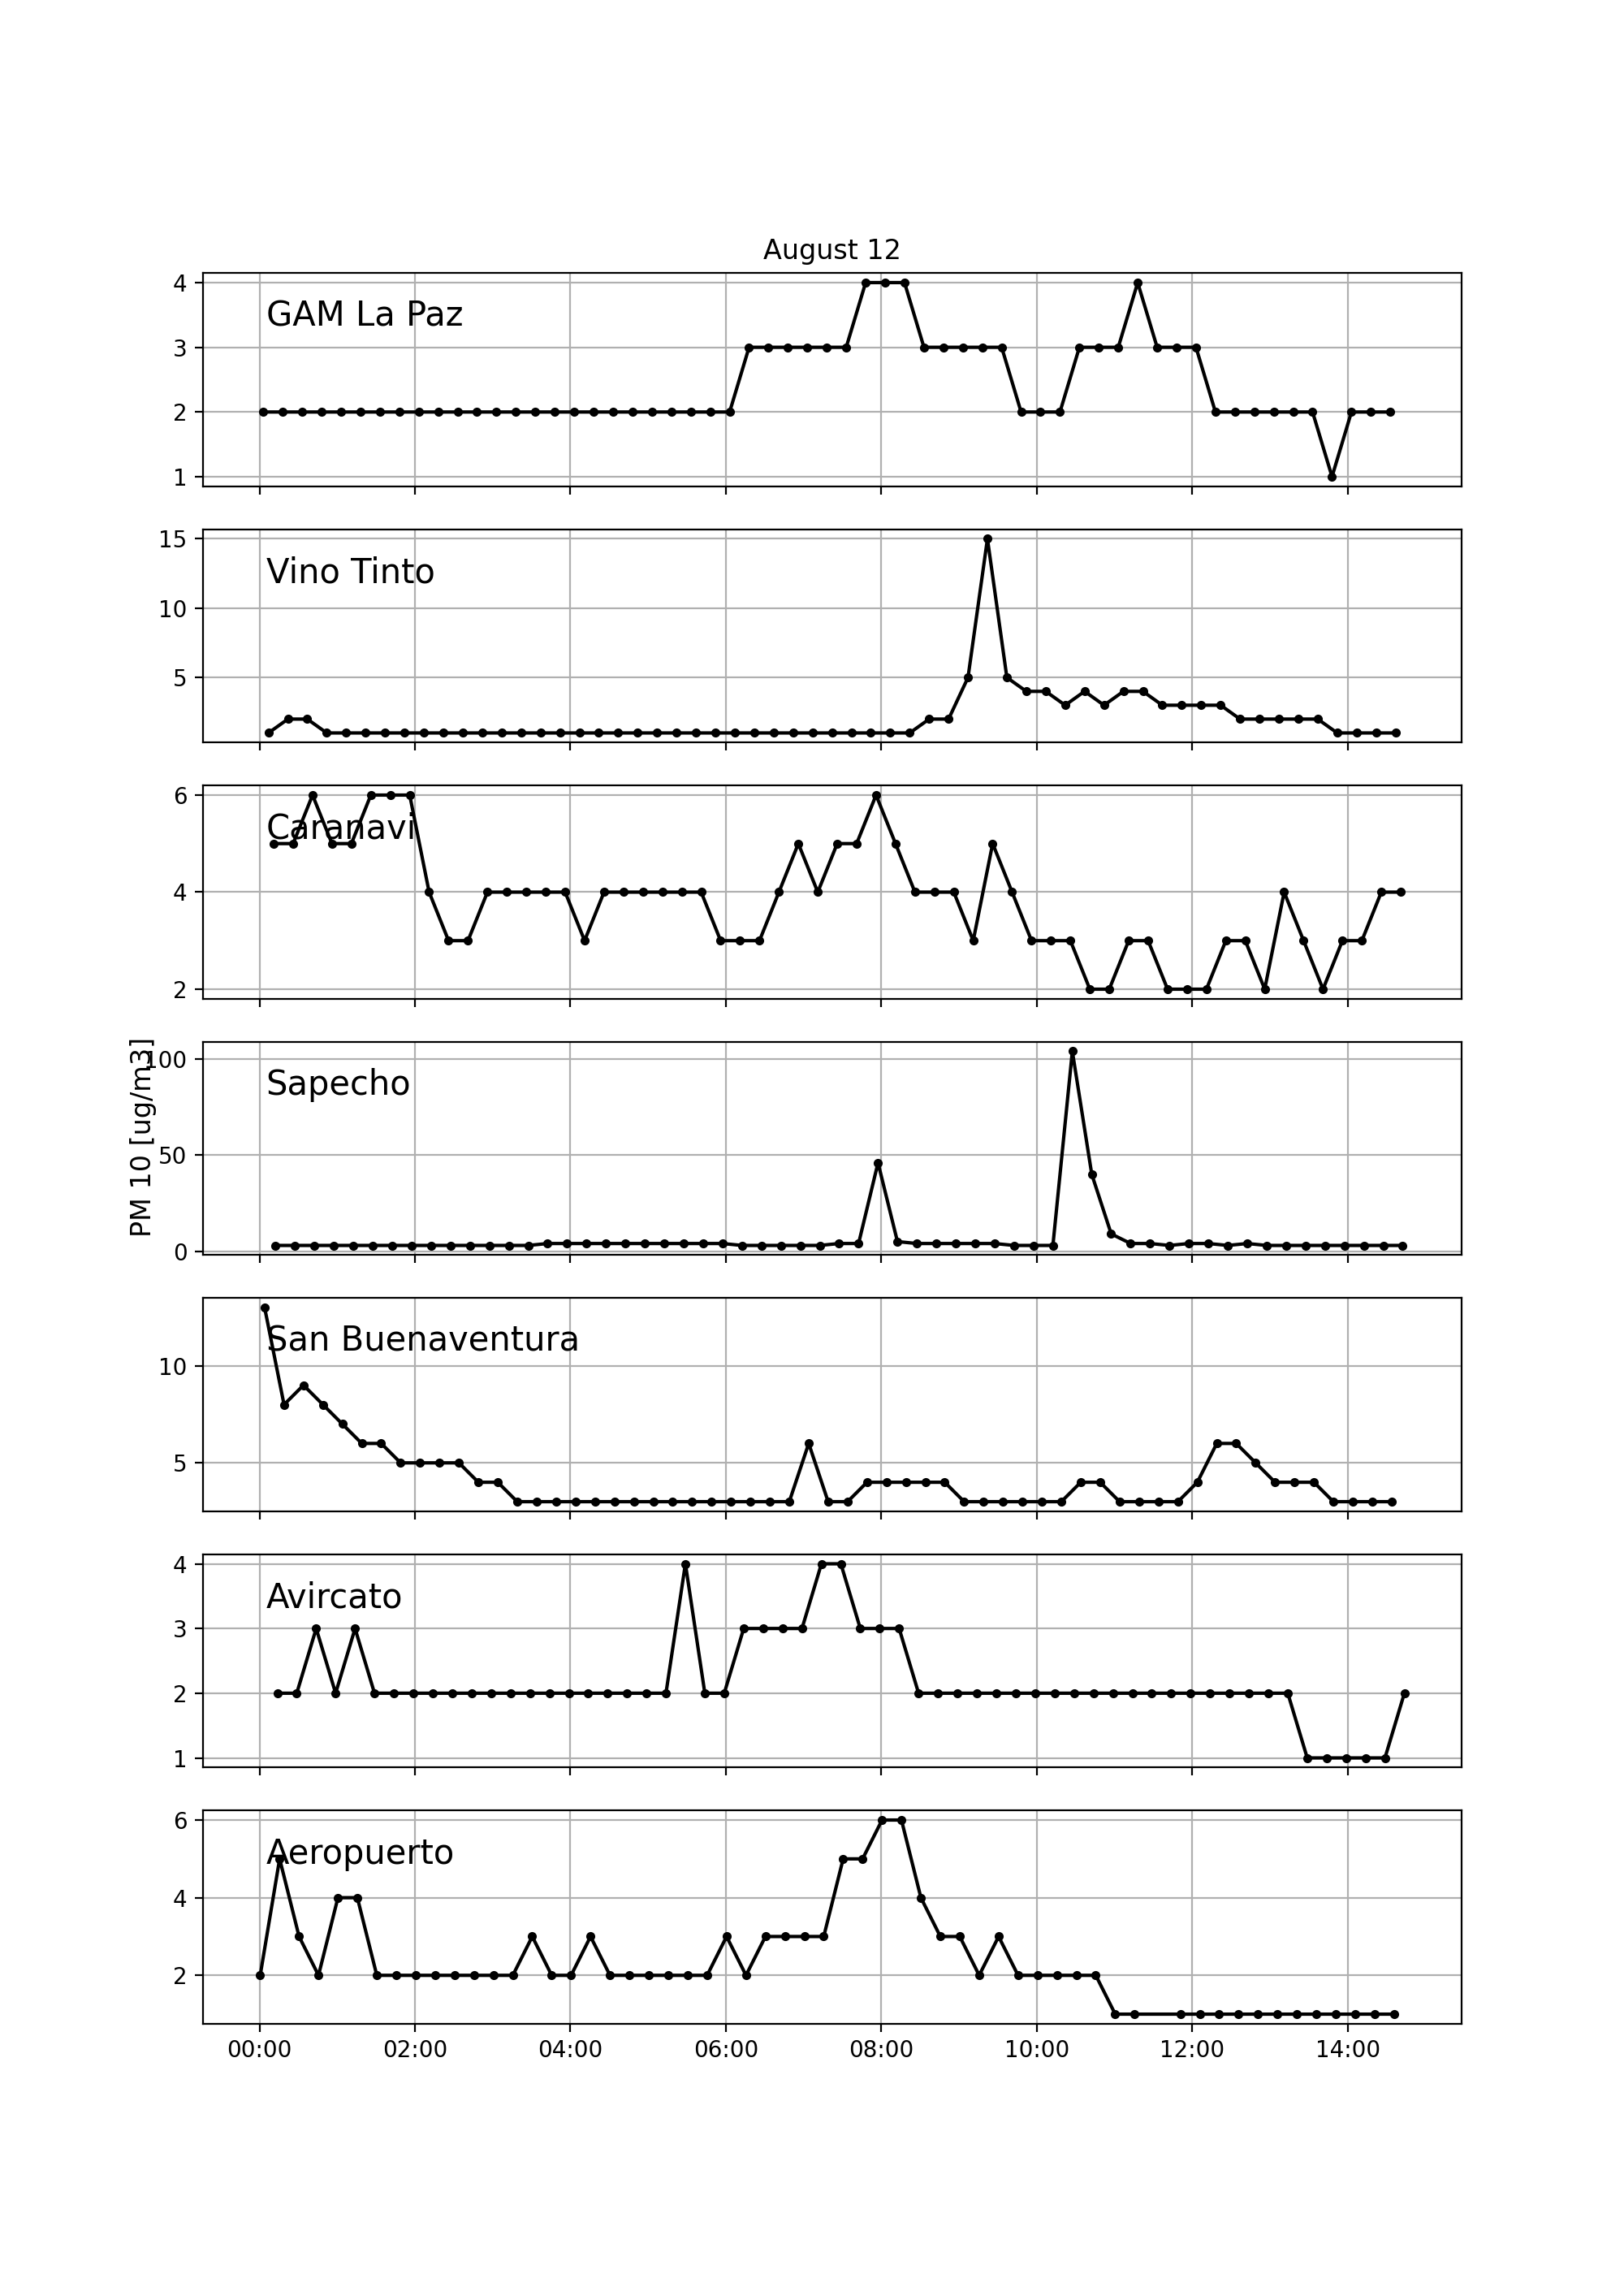 August 12
4
GAM La Paz
3
2
1
15
Vino Tinto
10
5
6
Caranavi
4
2
PM 10 [ug/m3]
100
Sapecho
50
0
San Buenaventura
10
5
4
Avircato
3
2
1
6
Aeropuerto
4
2
00:00 02:00 04:00 06:00 08:00 10:00 12:00 14:00